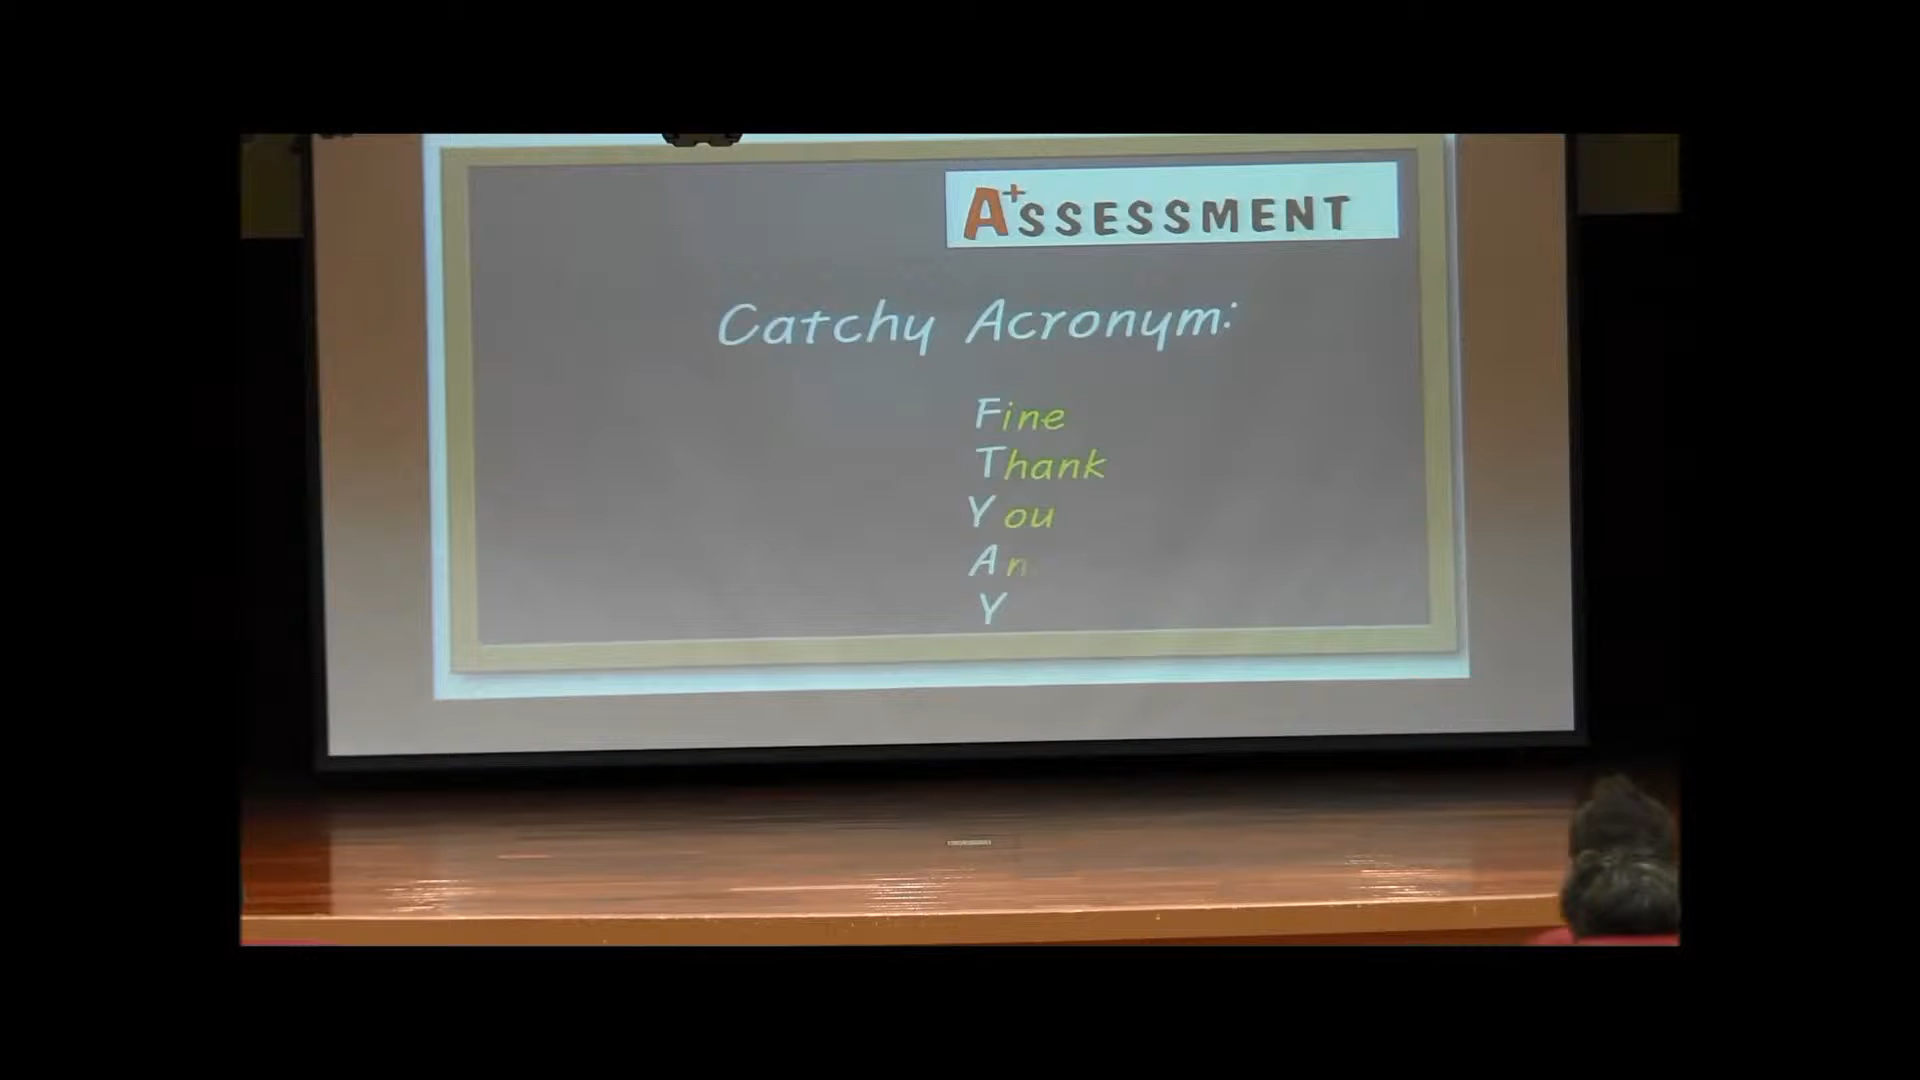 A+SSESSMENT
Catchy Acronym:
Fine
Thank
You
An
Y